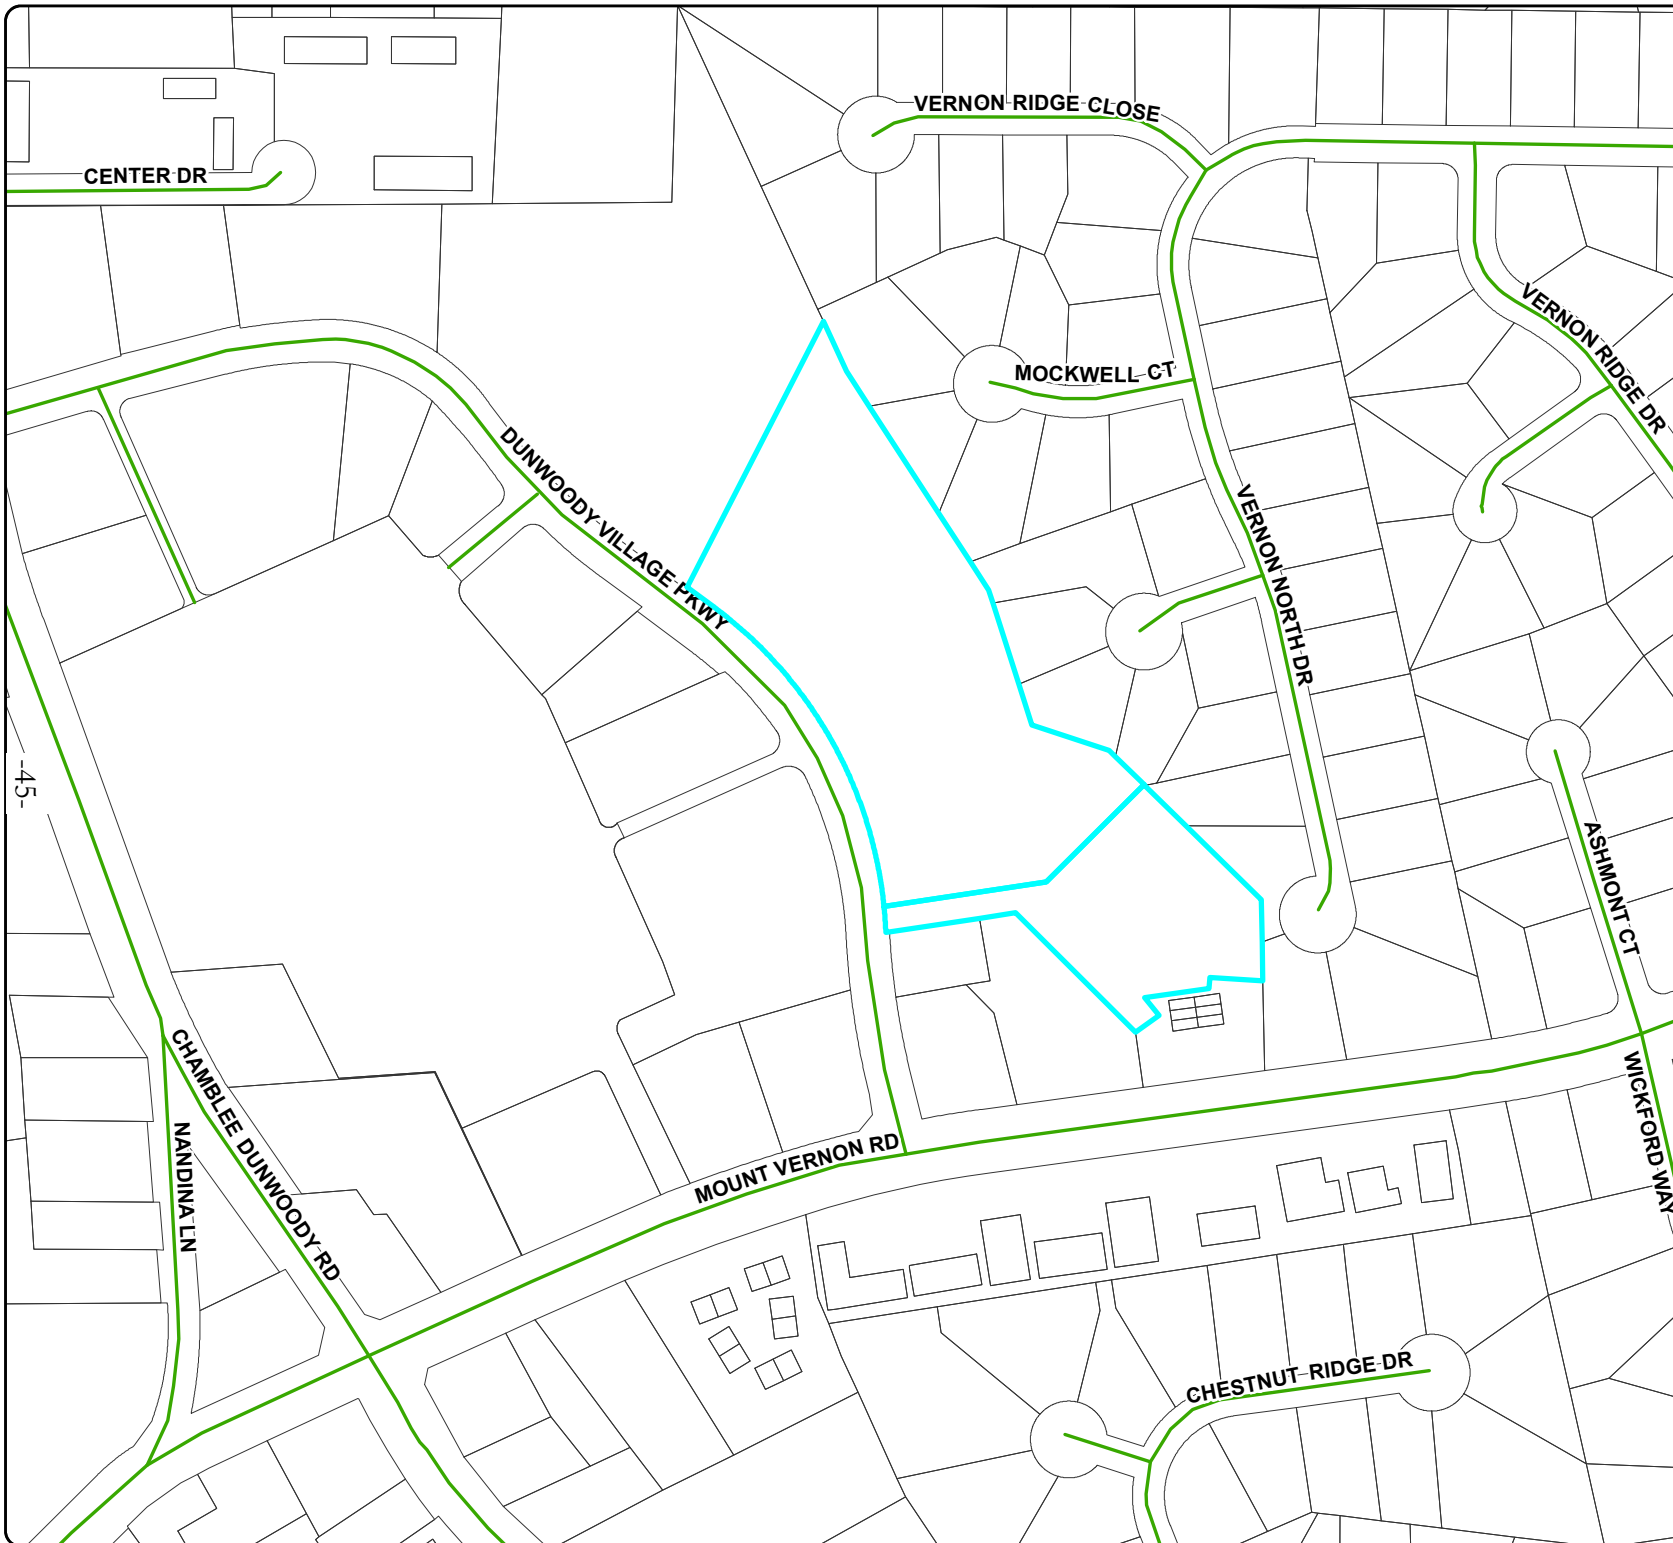 VERNON RIDGE CLOSE
CENTER DR
VERNON RIDGE DR
MOCKWELL CT
DUNWOODY VILLAGE PKWY
VERNON NORTH DR
-45-
ASHMONT CT
CHAMBLEE DUNWOODY RD
WICKFORD WAY
NANDINA LN
MOUNT VERNON RD
CHESTNUT RIDGE DR